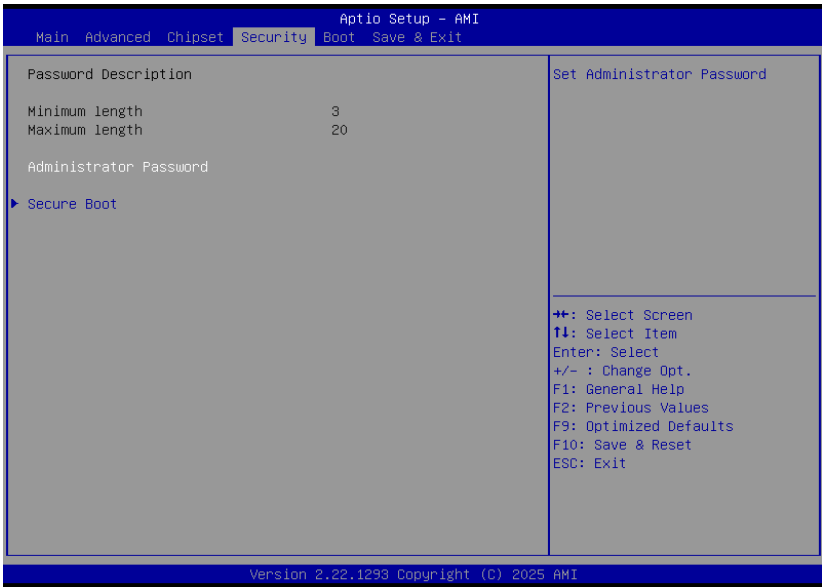 Aptio Setup – AMI
Main Advanced Chipset Security Boot Save & Exit
Password Description
Minimum length 3
Maximum length 20
Administrator Password
Secure Boot
Set Administrator Password
→←: Select Screen
↑↓: Select Item
Enter: Select
+/– : Change Opt.
F1: General Help
F2: Previous Values
F9: Optimized Defaults
F10: Save & Reset
ESC: Exit
Version 2.22.1293 Copyright (C) 2025 AMI